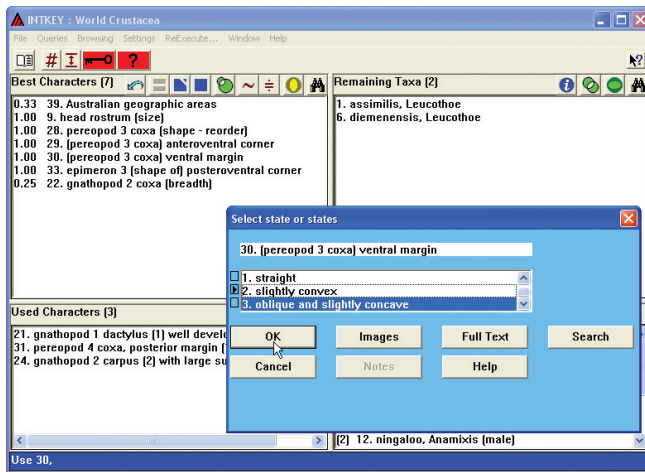 INTKEY : World Crustacea
File Queries Browsing Settings ReExecute... Window Help
Best Characters (7)
0.33 39. Australian geographic areas
1.00 9. head rostrum (size)
1.00 28. pereopod 3 coxa (shape - reorder)
1.00 29. (pereopod 3 coxa) anteroventral corner
1.00 30. (pereopod 3 coxa) ventral margin
1.00 33. epimeron 3 (shape of) posteroventral corner
0.25 22. gnathopod 2 coxa (breadth)
Remaining Taxa (2)
1. assimilis, Leucothoe
6. diemenensis, Leucothoe
Select state or states
30. (pereopod 3 coxa) ventral margin
1. straight
2. slightly convex
3. oblique and slightly concave
OK Images Full Text Search
Cancel Notes Help
Used Characters (3)
21. gnathopod 1 dactylus (1) well develo
31. pereopod 4 coxa, posterior margin (
24. gnathopod 2 carpus (2) with large su
(2) 12. ningaloo, Anamixis (male)
Use 30,